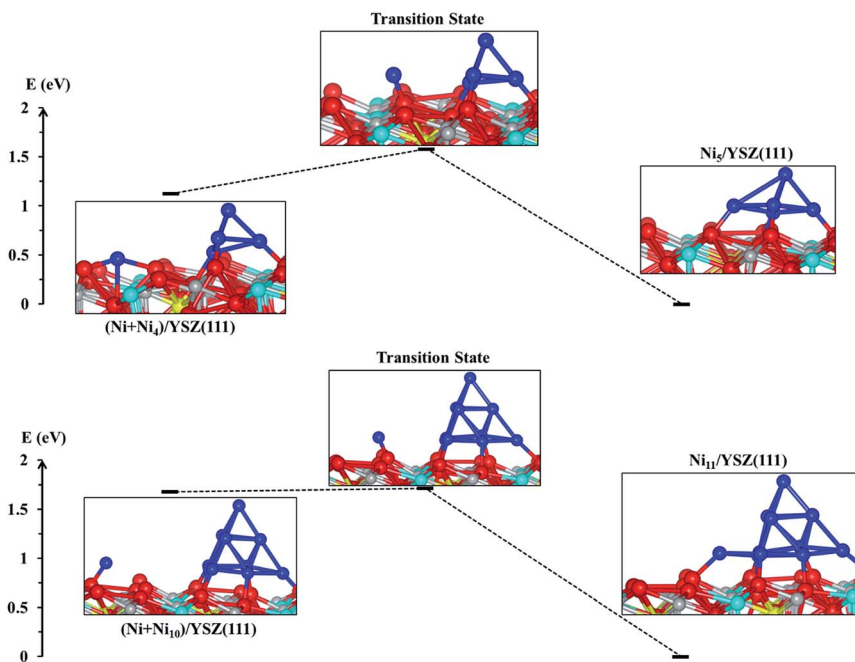 Transition State
E (eV)
2
1.5
1
0.5
0
Ni₅/YSZ(111)
(Ni+Ni₄)/YSZ(111)
Transition State
E (eV)
2
1.5
1
0.5
0
Ni₁₁/YSZ(111)
(Ni+Ni₁₀)/YSZ(111)